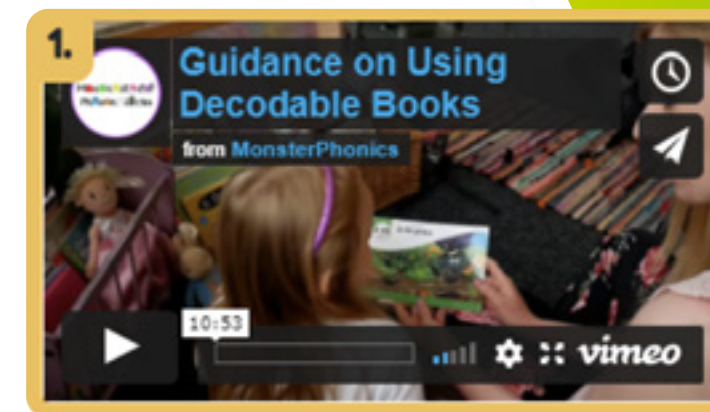 1.
Guidance on Using
Decodable Books
from MonsterPhonics
10:53
vimeo